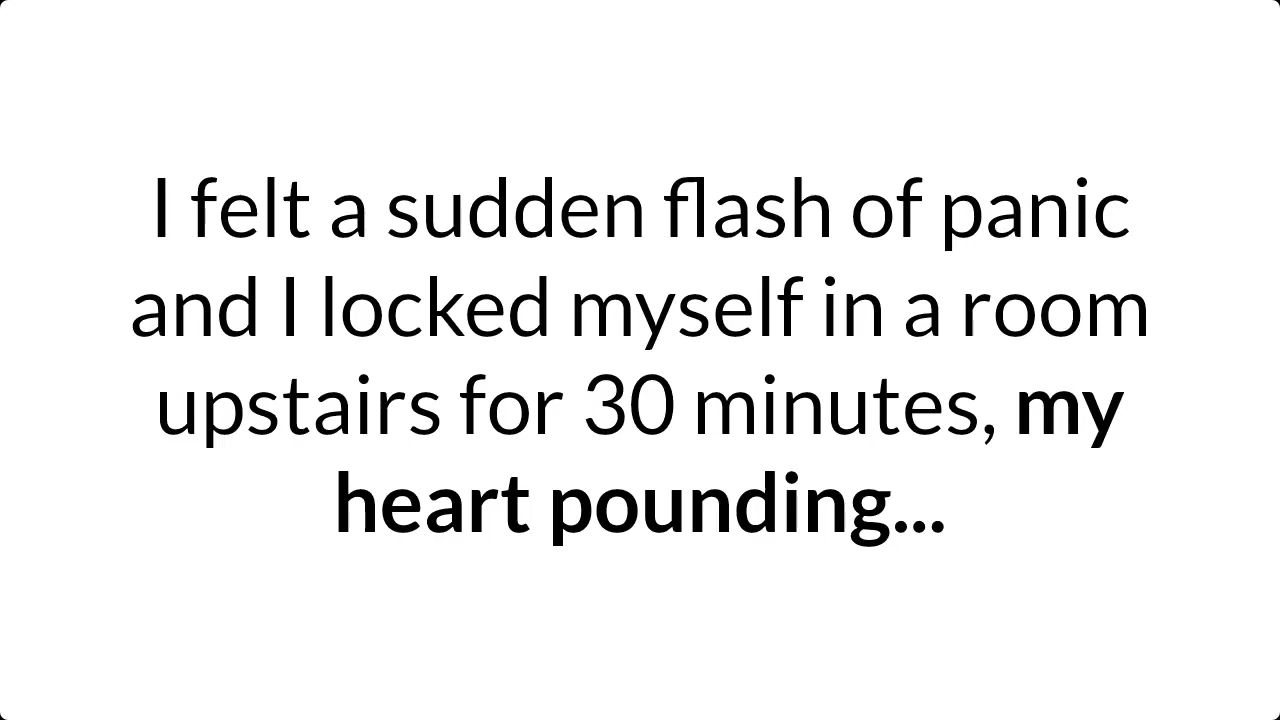 I felt a sudden flash of panic
and I locked myself in a room
upstairs for 30 minutes, my
heart pounding...